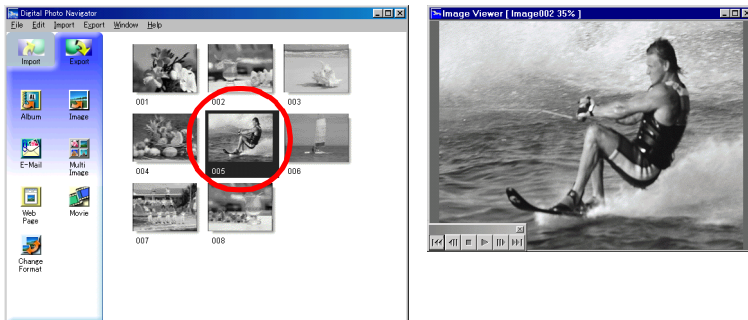 Digital Photo Navigator
File Edit Import Export Window Help
Import Export
Album Image
E-Mail Multi Image
Web Page Movie
Change Format
001 002 003
004 005 006
007 008
Image Viewer [ Image002 35% ]